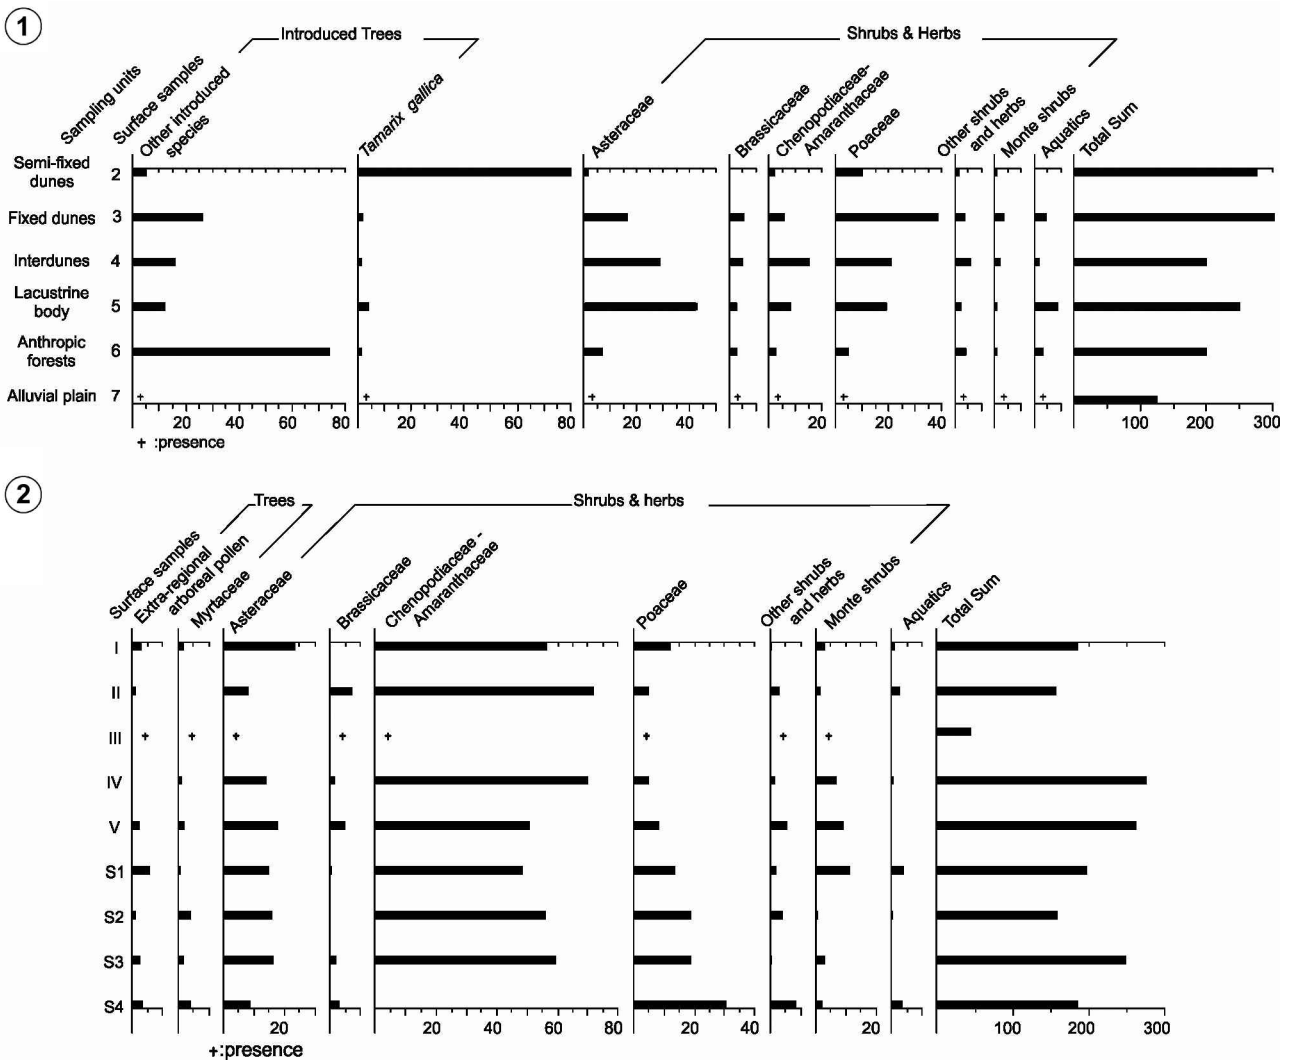 1
Introduced Trees
Shrubs & Herbs
Sampling units
Surface samples
Other introduced
species
Tamarix gallica
Asteraceae
Brassicaceae
Chenopodiaceae-
Amaranthaceae
Poaceae
Other shrubs
and herbs
Monte shrubs
Aquatics
Total Sum
Semi-fixed
dunes 2
Fixed dunes 3
Interdunes 4
Lacustrine
body 5
Anthropic
forests 6
Alluvial plain 7 + + + + + + + + +
20 40 60 80 20 40 60 80 20 40 20 20 40 100 200 300
+ :presence
2
Trees
Shrubs & herbs
Surface samples
Extra-regional
arboreal pollen
Myrtaceae
Asteraceae
Brassicaceae
Chenopodiaceae -
Amaranthaceae
Poaceae
Other shrubs
and herbs
Monte shrubs
Aquatics
Total Sum
I
II
III + + + + + + + +
IV
V
S1
S2
S3
S4
20 20 40 60 80 20 40 20 100 200 300
+:presence